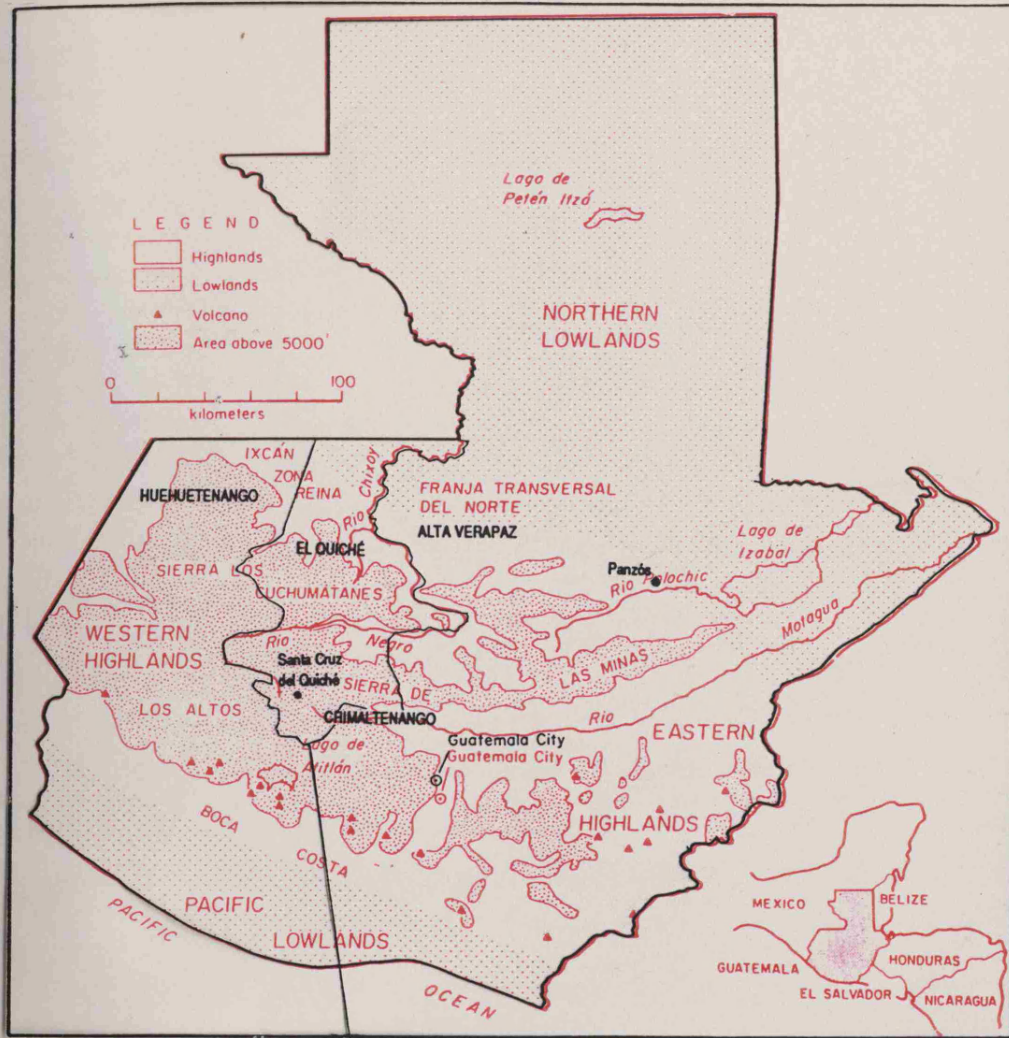 Lago de
Petén Itzá
LEGEND
Highlands
Lowlands
Volcano
Area above 5000'
0 100
kilometers
NORTHERN
LOWLANDS
IXCÁN
ZONA
REINA
Río Chixoy
HUEHUETENANGO
FRANJA TRANSVERSAL
DEL NORTE
ALTA VERAPAZ
EL QUICHÉ
Lago de
Izabal
Panzós
Río Polochic
SIERRA LOS
CUCHUMATANES
Motagua
WESTERN
HIGHLANDS
Río Negro
LAS MINAS
Santa Cruz
del Quiché
SIERRA DE
LOS ALTOS
CRIMALTENANGO
Río
EASTERN
Lago de
Atitlán
Guatemala City
Guatemala City
HIGHLANDS
BOCA
COSTA
PACIFIC
LOWLANDS
PACIFIC
OCEAN
MEXICO
BELIZE
GUATEMALA
HONDURAS
EL SALVADOR
NICARAGUA